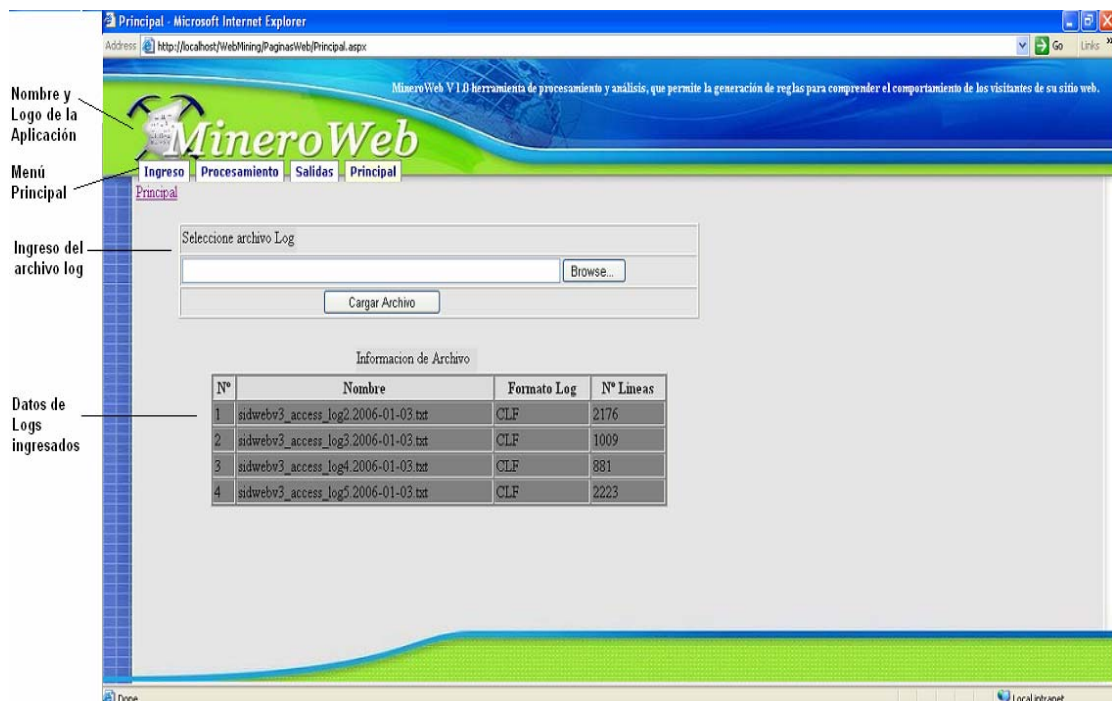 Principal - Microsoft Internet Explorer
Address http://localhost/WebMining/PaginasWeb/Principal.aspx Go Links »
MineroWeb V 1.0 herramienta de procesamiento y análisis, que permite la generación de reglas para comprender el comportamiento de los visitantes de su sitio web.
Nombre y
Logo de la
Aplicación
MineroWeb
Menú
Principal
Ingreso Procesamiento Salidas Principal
Principal
Ingreso del
archivo log
Seleccione archivo Log
Browse...
Cargar Archivo
Informacion de Archivo
Nº Nombre Formato Log Nº Lineas
Datos de
Logs
ingresados
1 sidwebv3_access_log2.2006-01-03.txt CLF 2176
2 sidwebv3_access_log3.2006-01-03.txt CLF 1009
3 sidwebv3_access_log4.2006-01-03.txt CLF 881
4 sidwebv3_access_log5.2006-01-03.txt CLF 2223
Done Local intranet